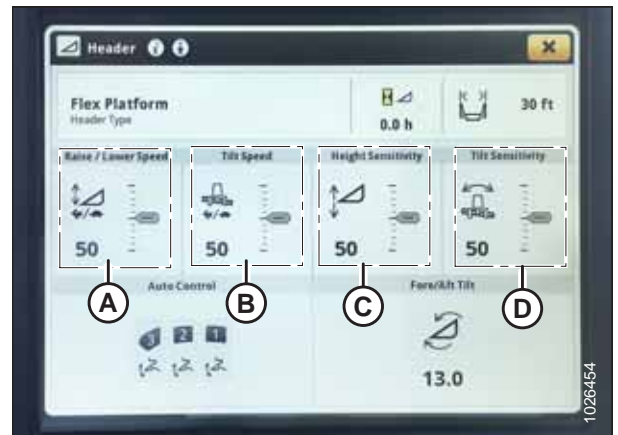 Header
Flex Platform
Header Type
0.0 h
30 ft
Raise / Lower Speed
Tilt Speed
Height Sensitivity
Tilt Sensitivity
50
50
50
50
A
B
C
D
Auto Control
Fore/Aft Tilt
3 2 1
13.0
1026454